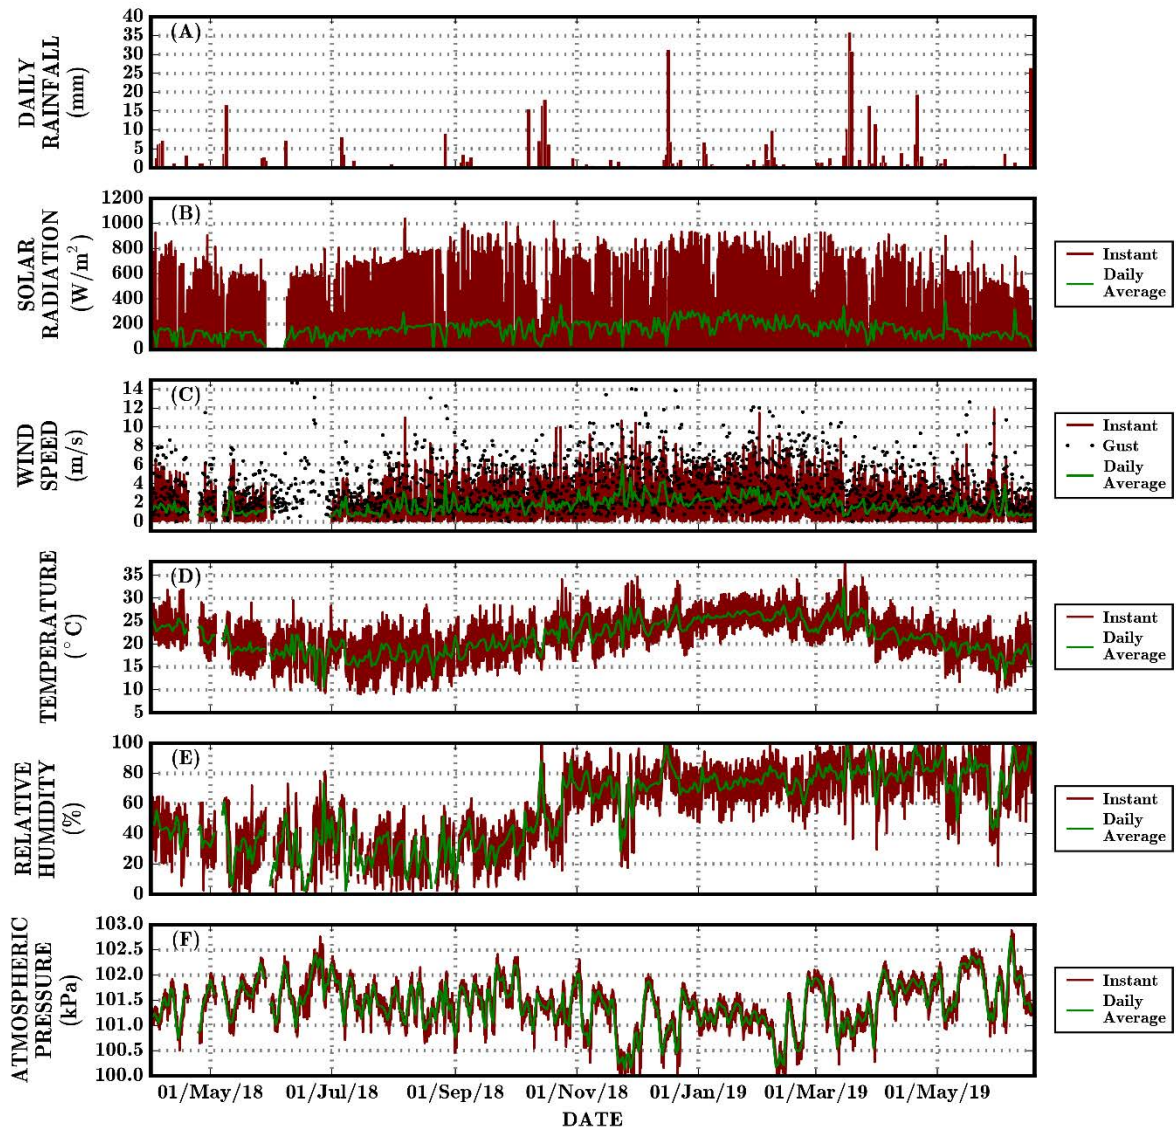 (A)
DAILY
RAINFALL
(mm)
40
35
30
25
20
15
10
5
0
(B)
SOLAR
RADIATION
(W/m²)
1200
1000
800
600
400
200
0
Instant
Daily
Average
(C)
WIND
SPEED
(m/s)
14
12
10
8
6
4
2
0
Instant
Gust
Daily
Average
(D)
TEMPERATURE
(°C)
35
30
25
20
15
10
5
Instant
Daily
Average
(E)
RELATIVE
HUMIDITY
(%)
100
80
60
40
20
0
Instant
Daily
Average
(F)
ATMOSPHERIC
PRESSURE
(kPa)
103.0
102.5
102.0
101.5
101.0
100.5
100.0
Instant
Daily
Average
01/May/18 01/Jul/18 01/Sep/18 01/Nov/18 01/Jan/19 01/Mar/19 01/May/19
DATE